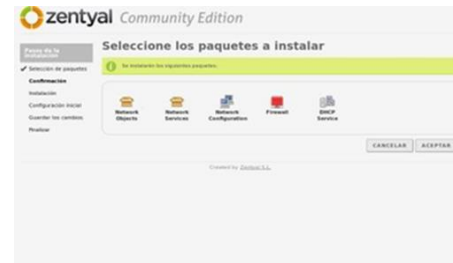 zentyal Community Edition
Pasos de la instalación
Selección de paquetes
Confirmación
Instalación
Configuración inicial
Guardar los cambios
Finalizar
Seleccione los paquetes a instalar
Se instalarán los siguientes paquetes.
Network Objects
Network Services
Network Configuration
Firewall
DHCP Service
CANCELAR
ACEPTAR
Created by Zentyal S.L.